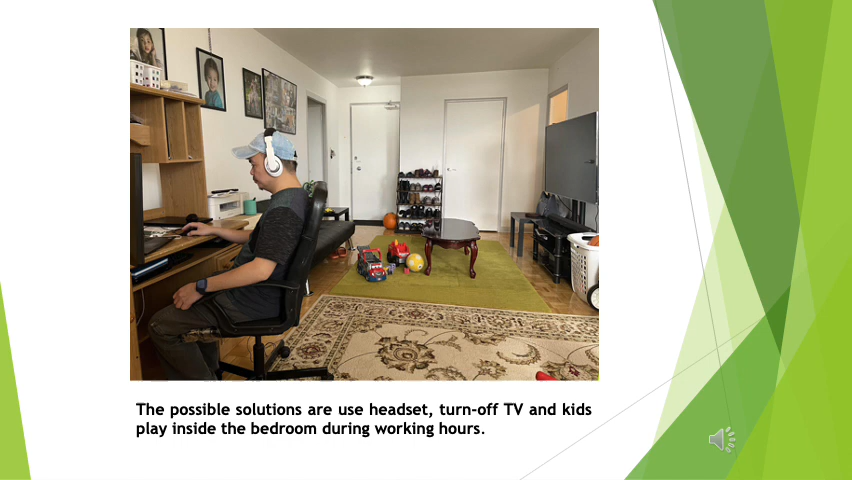 The possible solutions are use headset, turn-off TV and kids
play inside the bedroom during working hours.